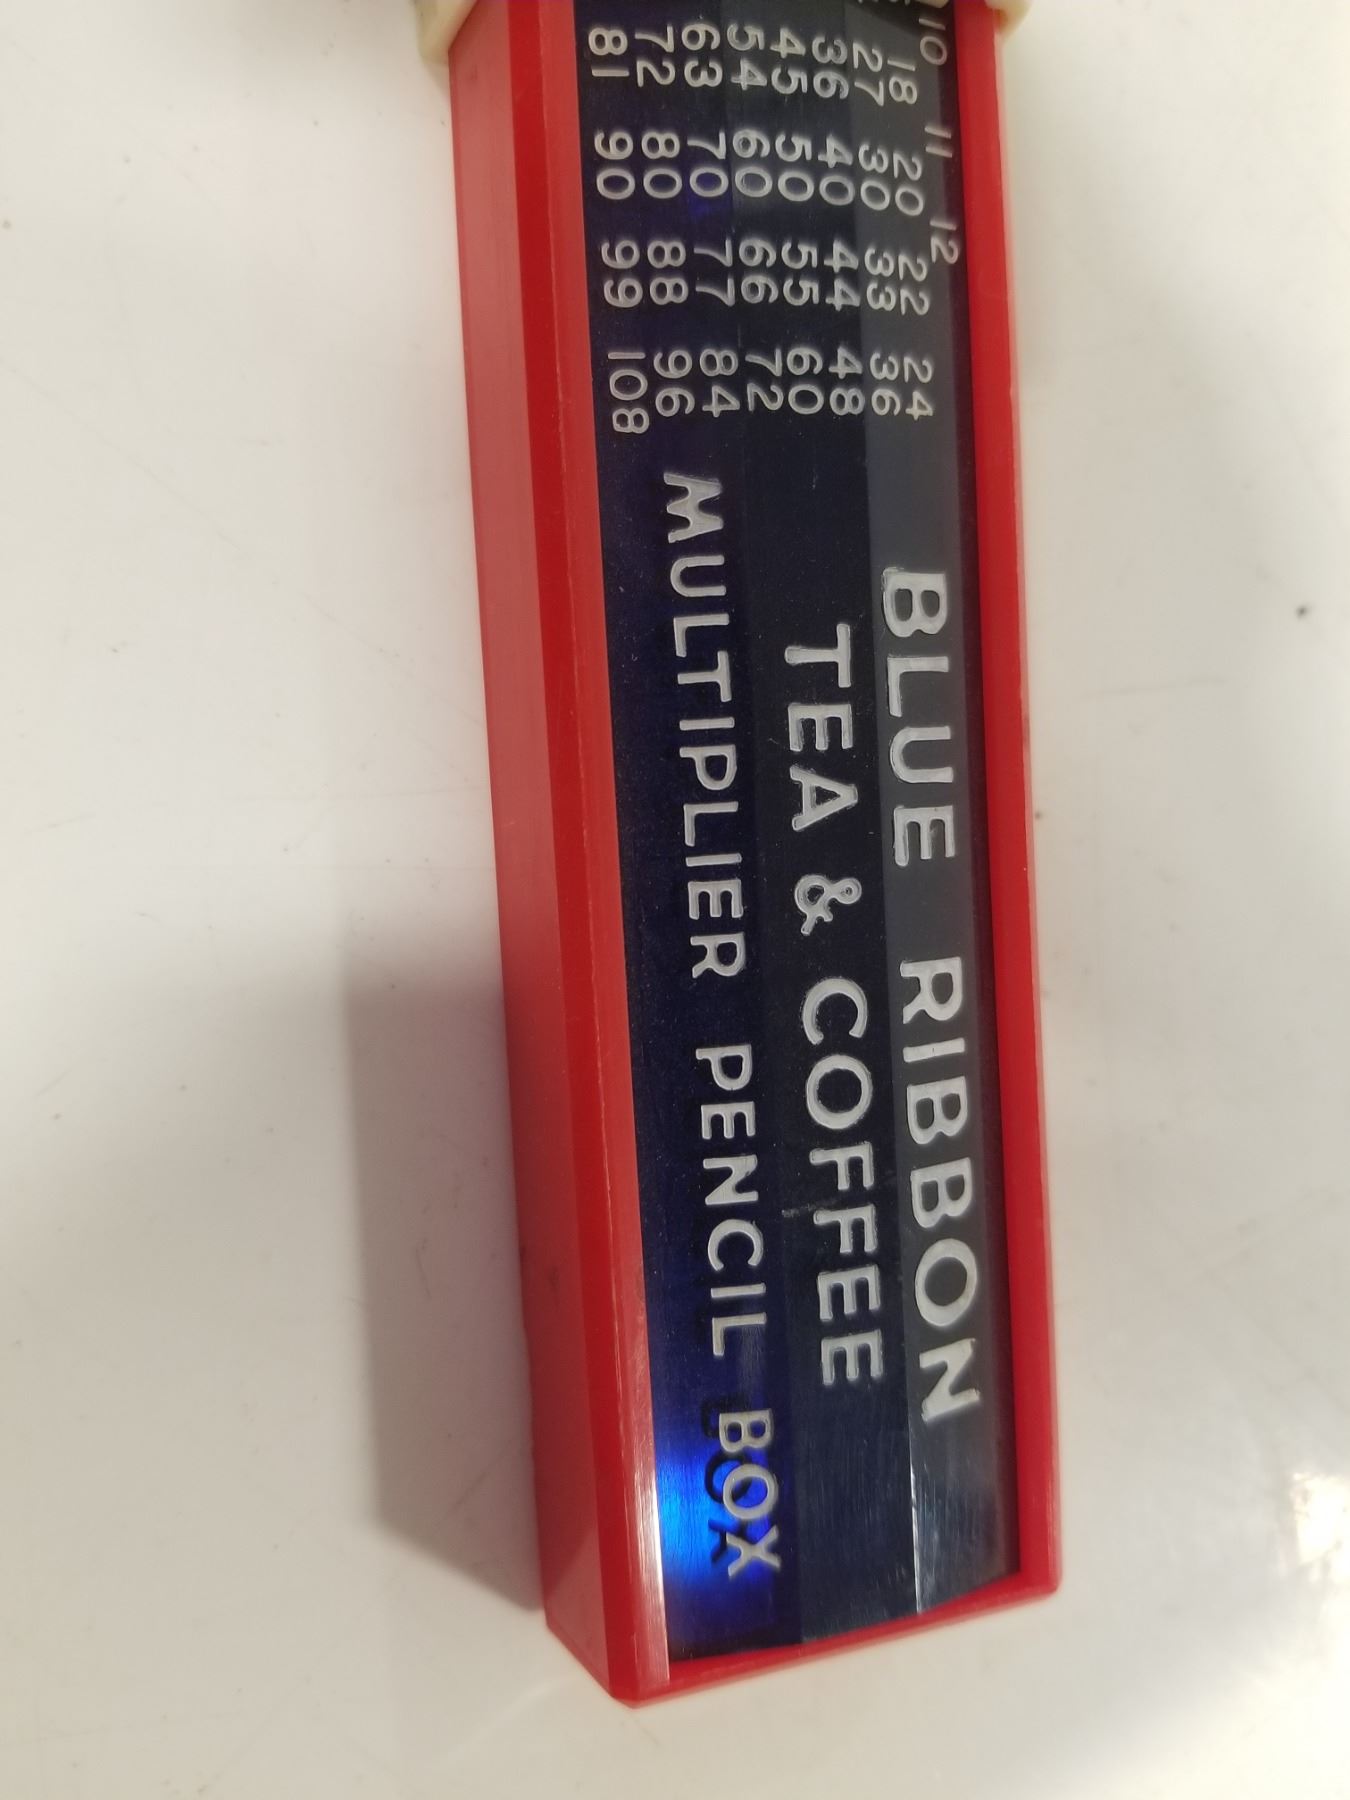 10 11 12
18 20 22 24
27 30 33 36
36 40 44 48
45 50 55 60
54 60 66 72
63 70 77 84
72 80 88 96
81 90 99 108
BLUE RIBBON
TEA & COFFEE
MULTIPLIER PENCIL BOX